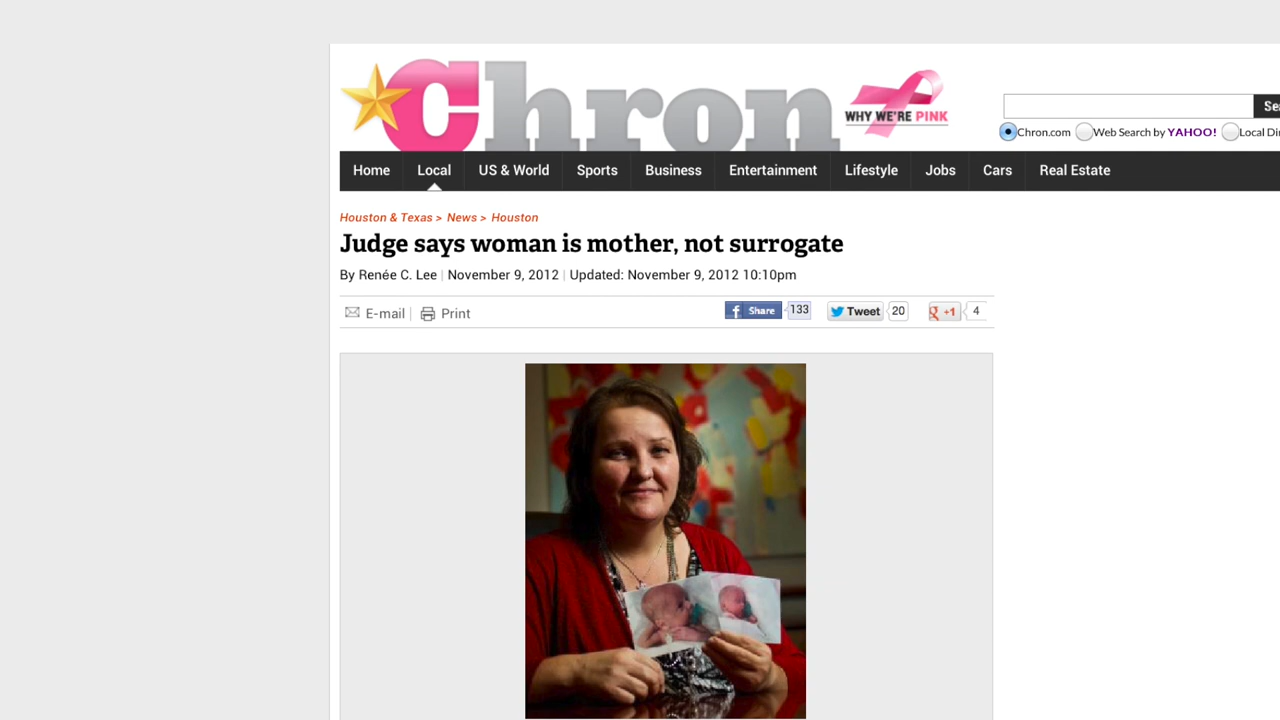 Chron
WHY WE'RE PINK
Chron.com Web Search by YAHOO! Local
Home Local US & World Sports Business Entertainment Lifestyle Jobs Cars Real Estate
Houston & Texas > News > Houston
Judge says woman is mother, not surrogate
By Renée C. Lee | November 9, 2012 | Updated: November 9, 2012 10:10pm
E-mail | Print f Share 133 Tweet 20 g +1 4